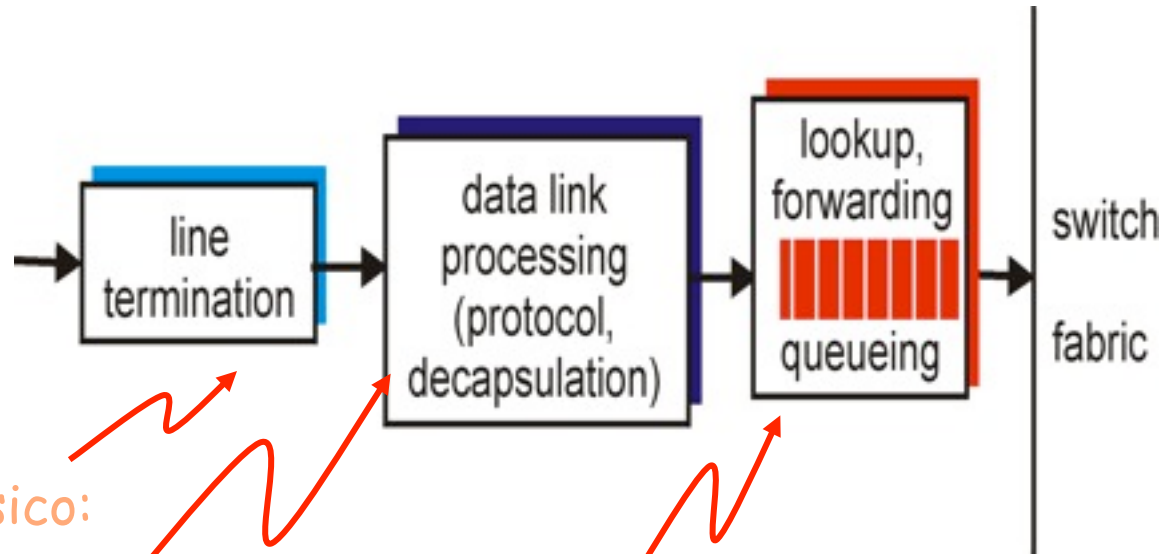 line
termination
data link
processing
(protocol,
decapsulation)
lookup,
forwarding
queueing
switch
fabric
sico: